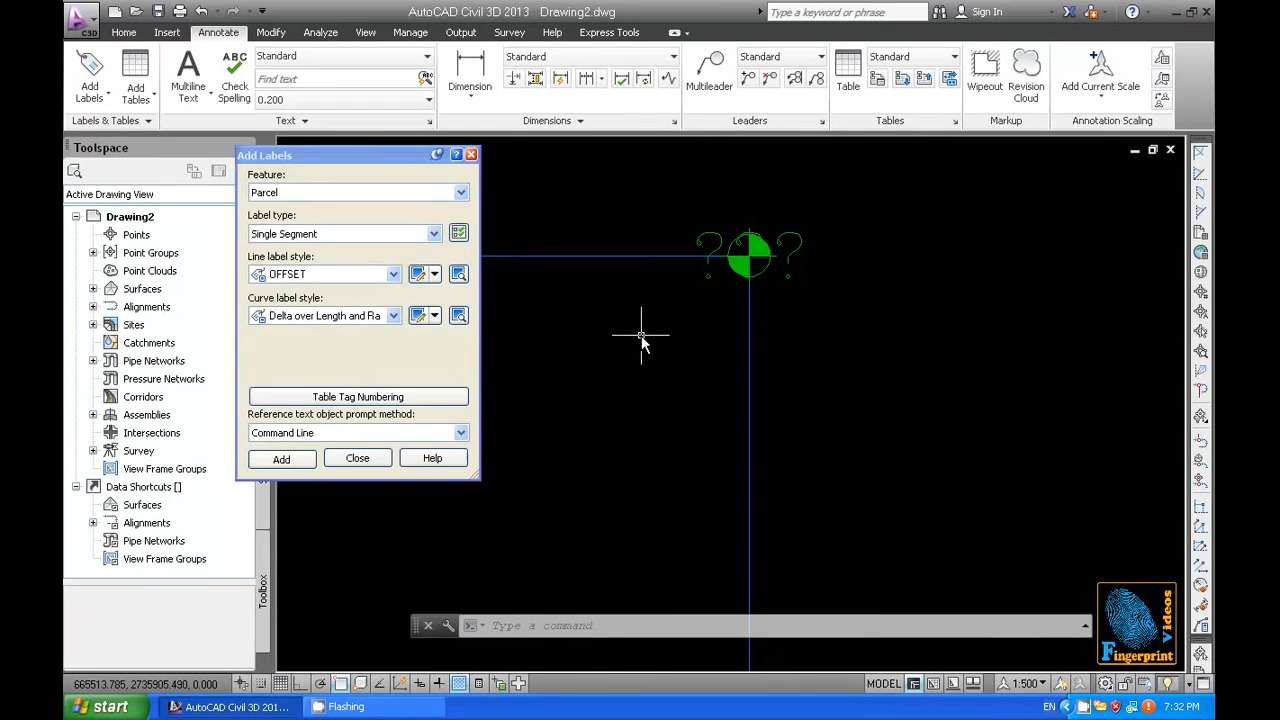 C3D
AutoCAD Civil 3D 2013 Drawing2.dwg
Type a keyword or phrase
Sign In
Home Insert Annotate Modify Analyze View Manage Output Survey Help Express Tools
Add Labels
Add Tables
Labels & Tables
Multiline Text
ABC
Check Spelling
Standard
Find text
0.200
Text
Dimension
Standard
Dimensions
Multileader
Standard
Leaders
Table
Standard
Tables
Wipeout
Revision Cloud
Markup
Add Current Scale
Annotation Scaling
Toolspace
Active Drawing View
Drawing2
Points
Point Groups
Point Clouds
Surfaces
Alignments
Sites
Catchments
Pipe Networks
Pressure Networks
Corridors
Assemblies
Intersections
Survey
View Frame Groups
Data Shortcuts []
Surfaces
Alignments
Pipe Networks
View Frame Groups
Toolbox
Add Labels
Feature:
Parcel
Label type:
Single Segment
Line label style:
OFFSET
Curve label style:
Delta over Length and Ra
Table Tag Numbering
Reference text object prompt method:
Command Line
Add Close Help
? ? ?
Type a command
Fingerprint
Videos
665513.785, 2735905.490, 0.000
MODEL
1:500
start
AutoCAD Civil 3D 2013...
Flashing
EN
7:32 PM